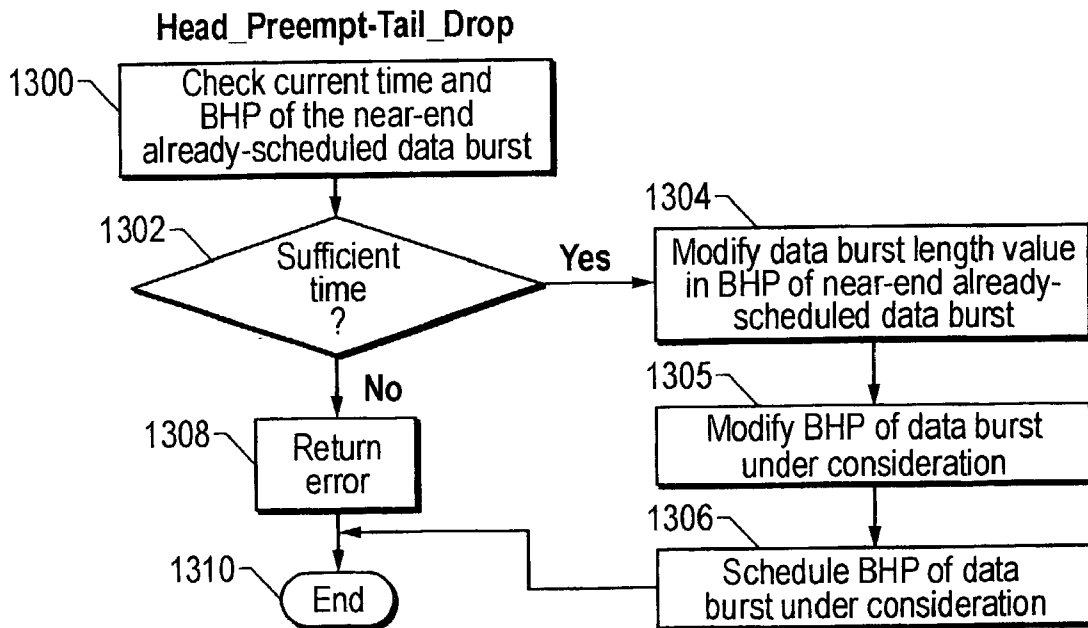 Head_Preempt-Tail_Drop
1300
Check current time and
BHP of the near-end
already-scheduled data burst
1302
Sufficient
time
?
Yes
1304
Modify data burst length value
in BHP of near-end already-
scheduled data burst
No
1305
Modify BHP of data burst
under consideration
1308
Return
error
1306
Schedule BHP of data
burst under consideration
1310
End